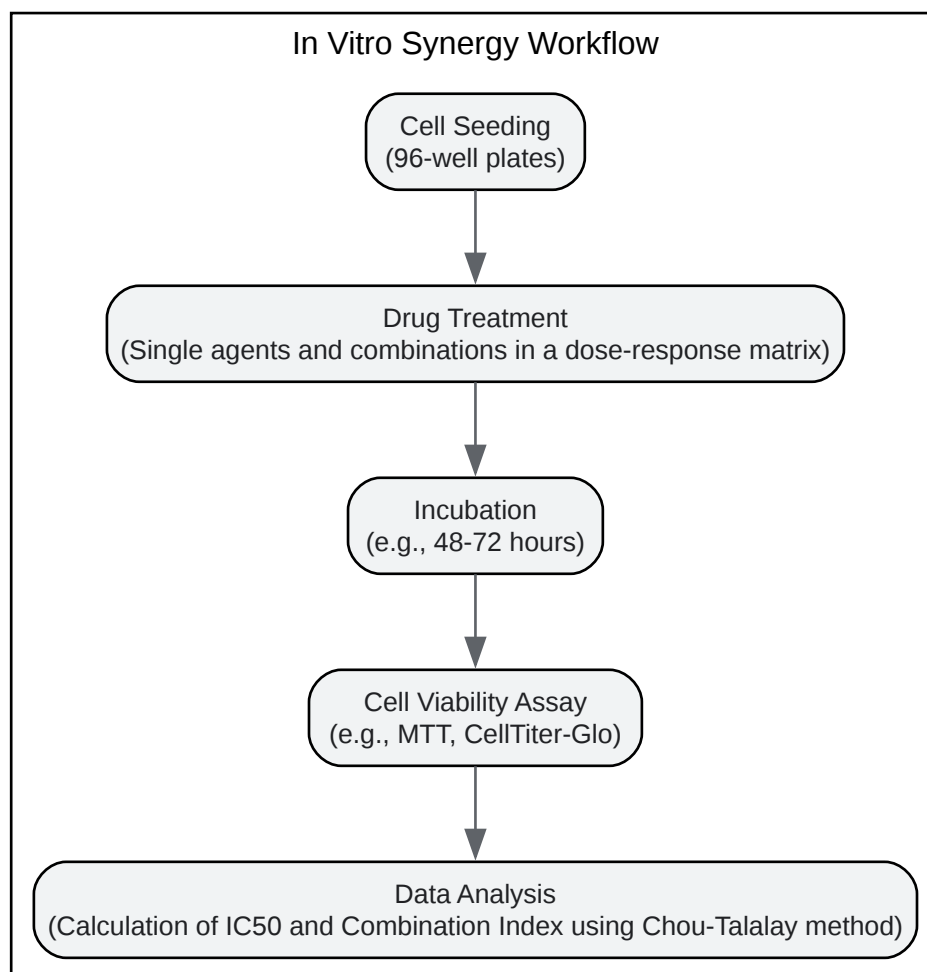 In Vitro Synergy Workflow
Cell Seeding
(96-well plates)
Drug Treatment
(Single agents and combinations in a dose-response matrix)
Incubation
(e.g., 48-72 hours)
Cell Viability Assay
(e.g., MTT, CellTiter-Glo)
Data Analysis
(Calculation of IC50 and Combination Index using Chou-Talalay method)